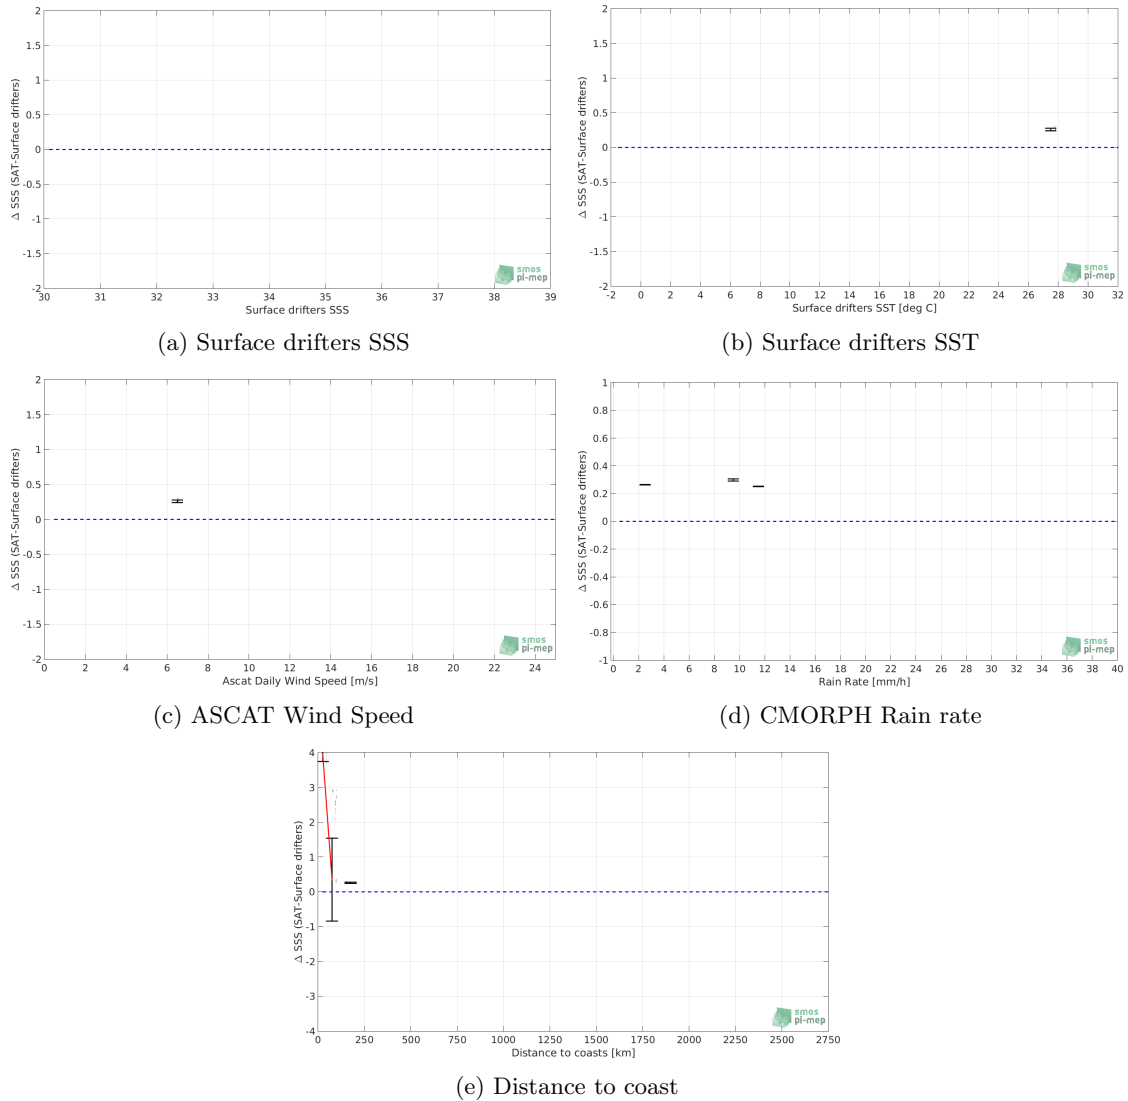 2
1.5
1
0.5
0
-0.5
-1
-1.5
-2
Δ SSS (SAT-Surface drifters)
30 31 32 33 34 35 36 37 38 39
Surface drifters SSS
smos
pi-mep
(a) Surface drifters SSS
2
1.5
1
0.5
0
-0.5
-1
-1.5
-2
Δ SSS (SAT-Surface drifters)
-2 0 2 4 6 8 10 12 14 16 18 20 22 24 26 28 30 32
Surface drifters SST [deg C]
smos
pi-mep
(b) Surface drifters SST
2
1.5
1
0.5
0
-0.5
-1
-1.5
-2
Δ SSS (SAT-Surface drifters)
0 2 4 6 8 10 12 14 16 18 20 22 24
Ascat Daily Wind Speed [m/s]
smos
pi-mep
(c) ASCAT Wind Speed
1
0.8
0.6
0.4
0.2
0
-0.2
-0.4
-0.6
-0.8
-1
Δ SSS (SAT-Surface drifters)
0 2 4 6 8 10 12 14 16 18 20 22 24 26 28 30 32 34 36 38 40
Rain Rate [mm/h]
smos
pi-mep
(d) CMORPH Rain rate
4
3
2
1
0
-1
-2
-3
-4
Δ SSS (SAT-Surface drifters)
0 250 500 750 1000 1250 1500 1750 2000 2250 2500 2750
Distance to coasts [km]
smos
pi-mep
(e) Distance to coast